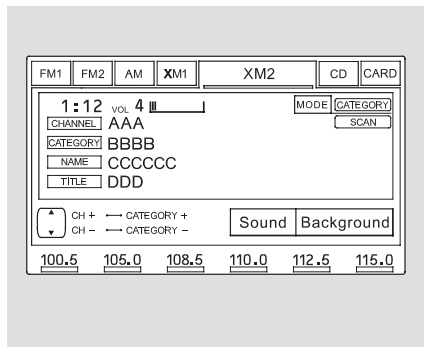 FM1 FM2 AM XM1 XM2 CD CARD
1:12 VOL 4 MODE CATEGORY
CHANNEL AAA SCAN
CATEGORY BBBB
NAME CCCCCC
TITLE DDD
CH + CATEGORY + Sound Background
CH − CATEGORY −
100.5 105.0 108.5 110.0 112.5 115.0